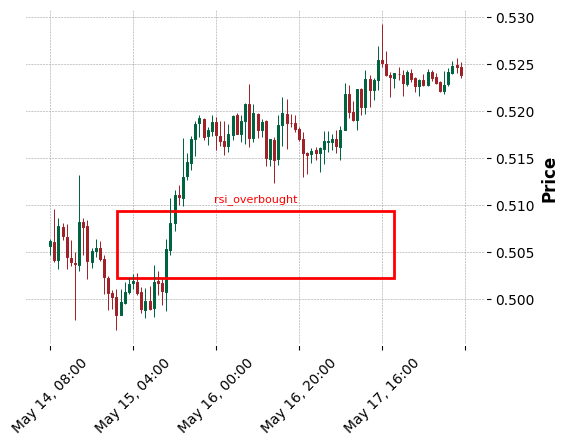 0.530
0.525
0.520
0.515
0.510
0.505
0.500
Price
rsi_overbought
May 14, 08:00
May 15, 04:00
May 16, 00:00
May 16, 20:00
May 17, 16:00